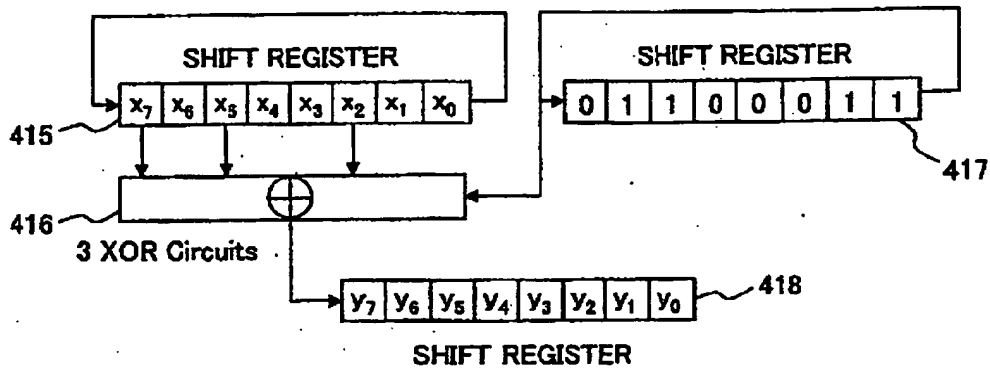 SHIFT REGISTER
SHIFT REGISTER
x₇ x₆ x₅ x₄ x₃ x₂ x₁ x₀
0 1 1 0 0 0 1 1
415
417
416
3 XOR Circuits
y₇ y₆ y₅ y₄ y₃ y₂ y₁ y₀
418
SHIFT REGISTER